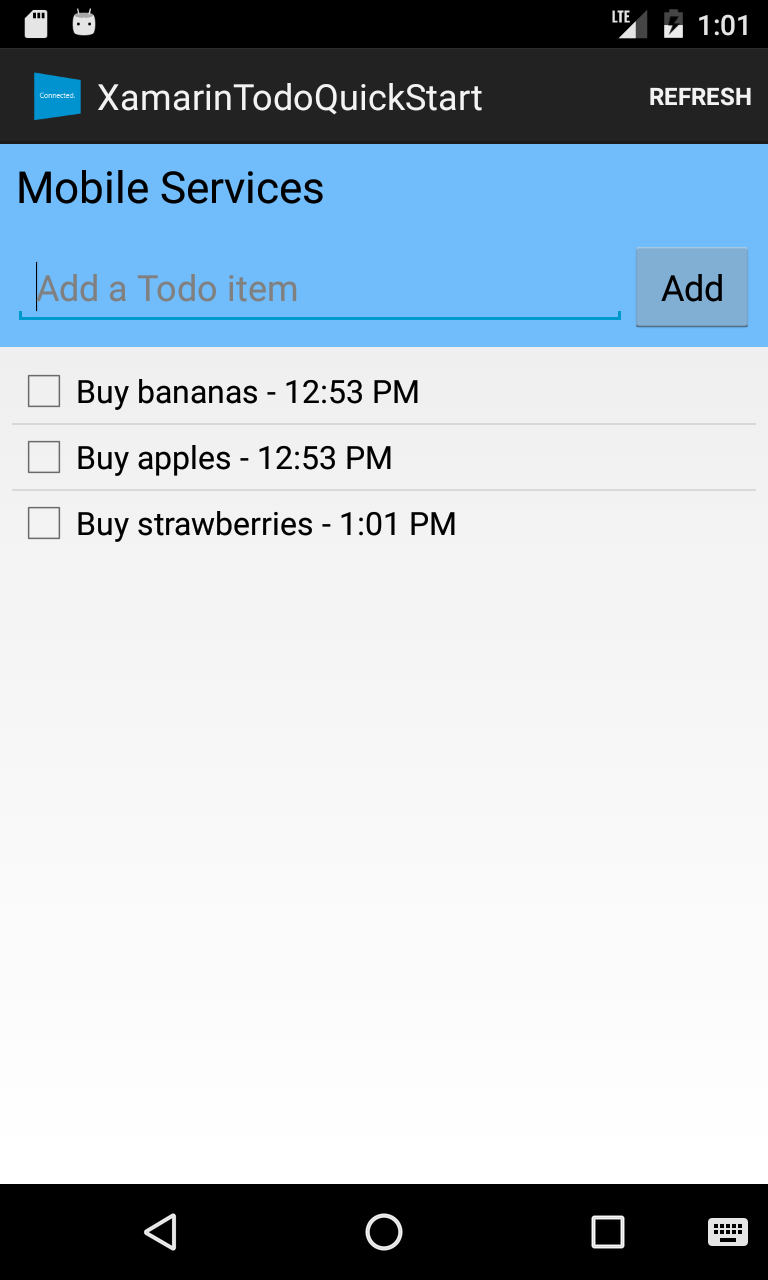 LTE 1:01
Connected. XamarinTodoQuickStart REFRESH
Mobile Services
Add a Todo item Add
Buy bananas - 12:53 PM
Buy apples - 12:53 PM
Buy strawberries - 1:01 PM